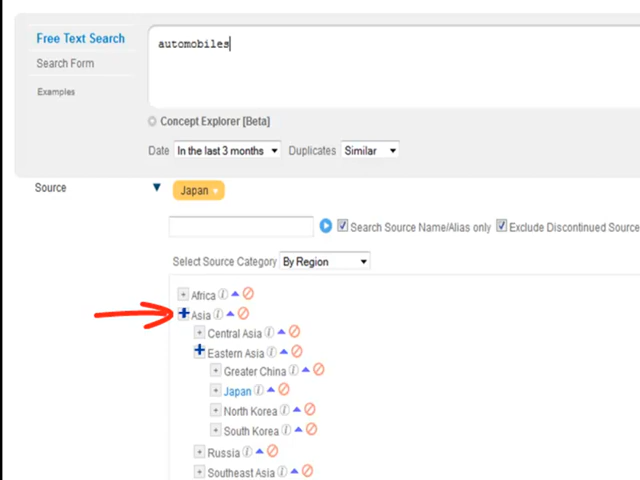 Free Text Search
automobiles
Search Form
Examples
Concept Explorer [Beta]
Date In the last 3 months Duplicates Similar
Source Japan
Search Source Name/Alias only Exclude Discontinued Source
Select Source Category By Region
Africa
Asia
Central Asia
Eastern Asia
Greater China
Japan
North Korea
South Korea
Russia
Southeast Asia